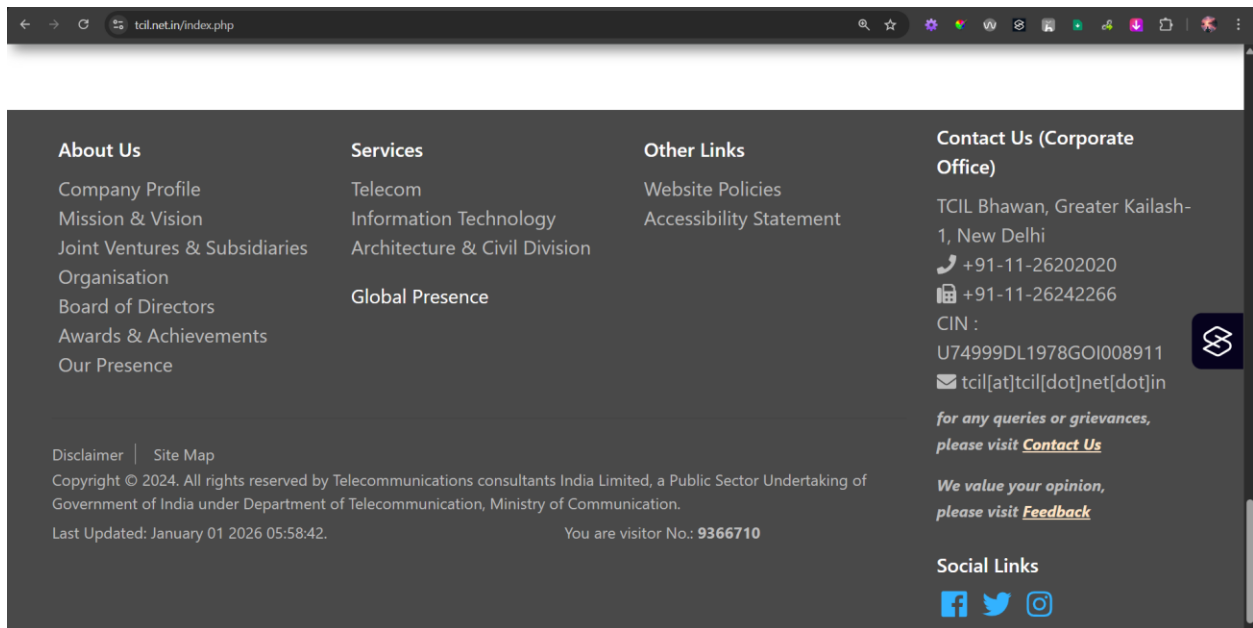 tcil.net.in/index.php
About Us
Company Profile
Mission & Vision
Joint Ventures & Subsidiaries
Organisation
Board of Directors
Awards & Achievements
Our Presence
Services
Telecom
Information Technology
Architecture & Civil Division
Global Presence
Other Links
Website Policies
Accessibility Statement
Contact Us (Corporate
Office)
TCIL Bhawan, Greater Kailash-
1, New Delhi
+91-11-26202020
+91-11-26242266
CIN :
U74999DL1978GOI008911
tcil[at]tcil[dot]net[dot]in
for any queries or grievances,
please visit Contact Us
We value your opinion,
please visit Feedback
Social Links
Disclaimer
Site Map
Copyright © 2024. All rights reserved by Telecommunications consultants India Limited, a Public Sector Undertaking of
Government of India under Department of Telecommunication, Ministry of Communication.
Last Updated: January 01 2026 05:58:42.
You are visitor No.: 9366710